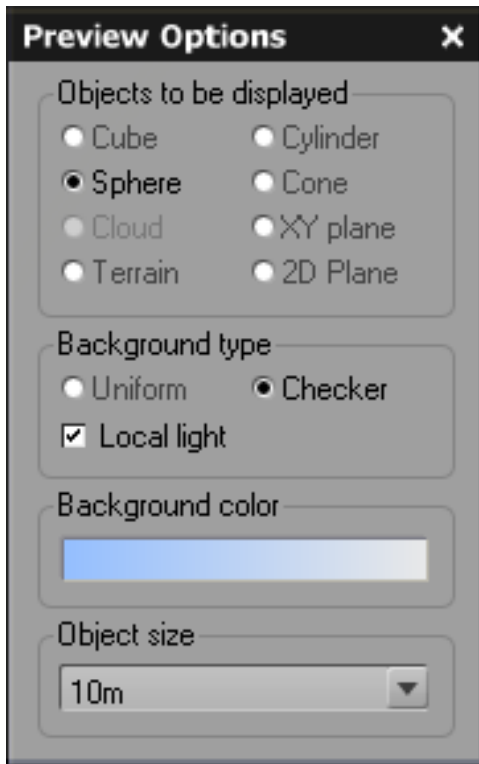 Preview Options
Objects to be displayed
Cube Cylinder
Sphere Cone
Cloud XY plane
Terrain 2D Plane
Background type
Uniform Checker
Local light
Background color
Object size
10m